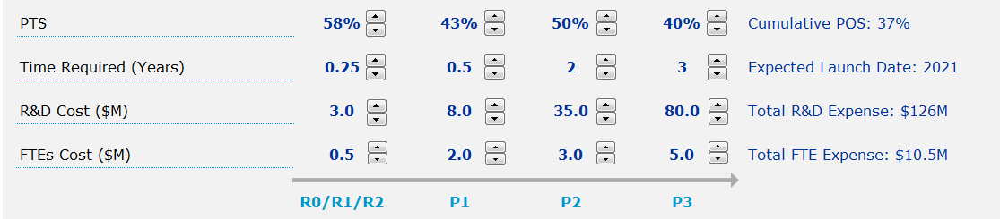 PTS 58% 43% 50% 40% Cumulative POS: 37%
Time Required (Years) 0.25 0.5 2 3 Expected Launch Date: 2021
R&D Cost ($M) 3.0 8.0 35.0 80.0 Total R&D Expense: $126M
FTEs Cost ($M) 0.5 2.0 3.0 5.0 Total FTE Expense: $10.5M
R0/R1/R2 P1 P2 P3